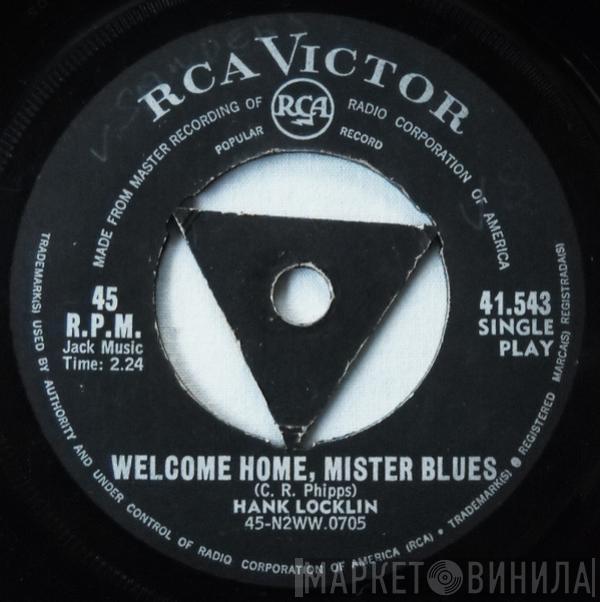 RCA VICTOR
MADE FROM MASTER RECORDING OF RADIO CORPORATION OF AMERICA
RCA
POPULAR RECORD
45
R.P.M.
Jack Music
Time: 2.24
41.543
SINGLE
PLAY
WELCOME HOME, MISTER BLUES
(C. R. Phipps)
HANK LOCKLIN
45-N2WW.0705
TRADEMARK(S) USED BY AUTHORITY AND UNDER CONTROL OF RADIO CORPORATION OF AMERICA (RCA) • TRADEMARK(S) ● REGISTERED MARCA(S) REGISTRADA(S)
МАРКЕТ ВИНИЛА